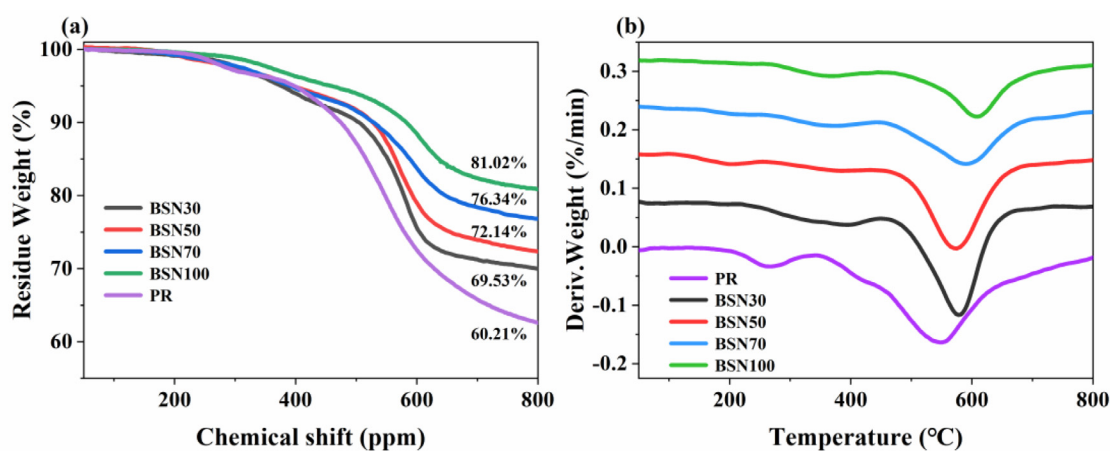 (a)
100
90
80
70
60
Residue Weight (%)
81.02%
76.34%
72.14%
69.53%
60.21%
BSN30
BSN50
BSN70
BSN100
PR
200
400
600
800
Chemical shift (ppm)
(b)
0.3
0.2
0.1
0.0
-0.1
-0.2
Deriv.Weight (%/min)
PR
BSN30
BSN50
BSN70
BSN100
200
400
600
800
Temperature (℃)